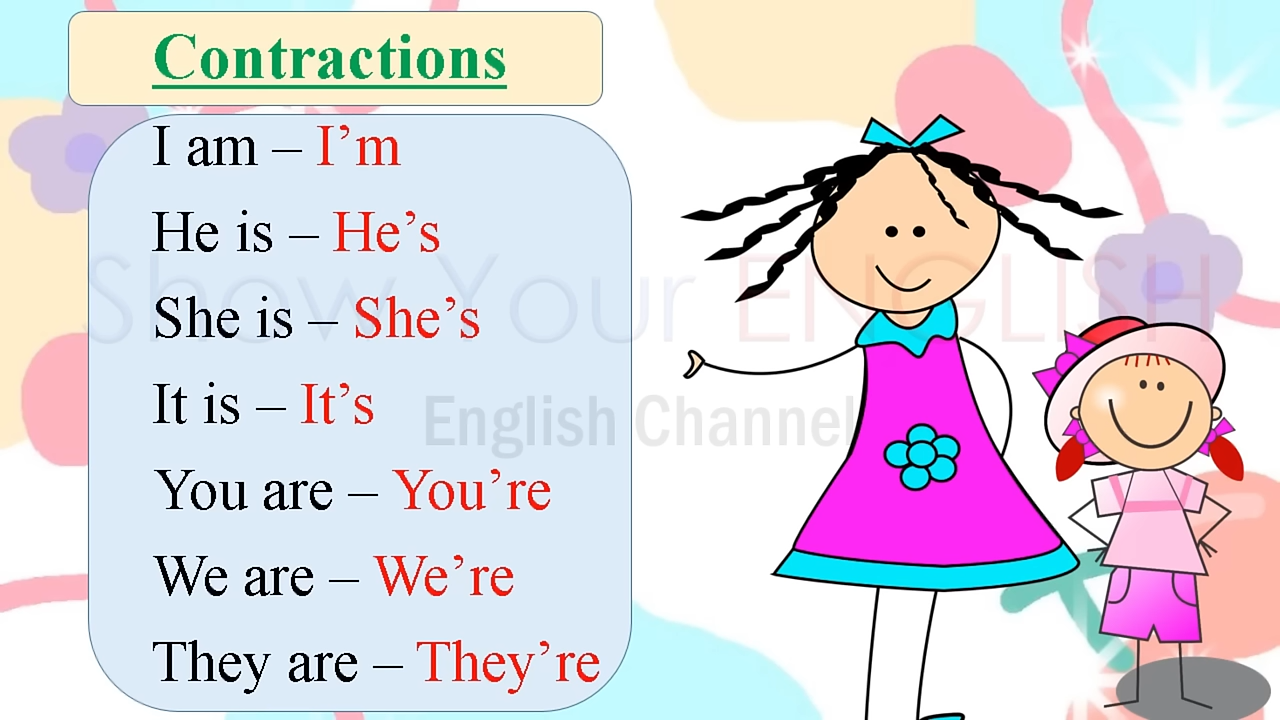 Contractions
I am – I’m
He is – He’s
She is – She’s
Show Your ENGLISH
It is – It’s
English Channel
You are – You’re
We are – We’re
They are – They’re